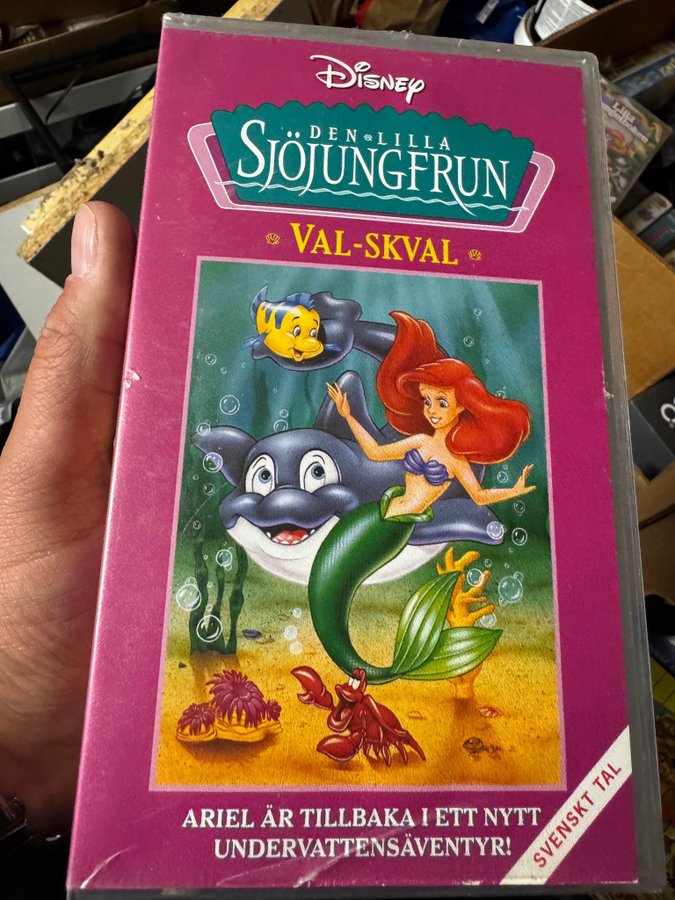 Disney
DEN LILLA
SJÖJUNGFRUN
VAL-SKVAL
ARIEL ÄR TILLBAKA I ETT NYTT
UNDERVATTENSÄVENTYR!
SVENSKT TAL